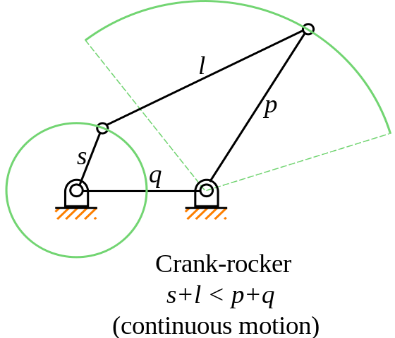 l
p
s
q
Crank-rocker
s+l < p+q
(continuous motion)